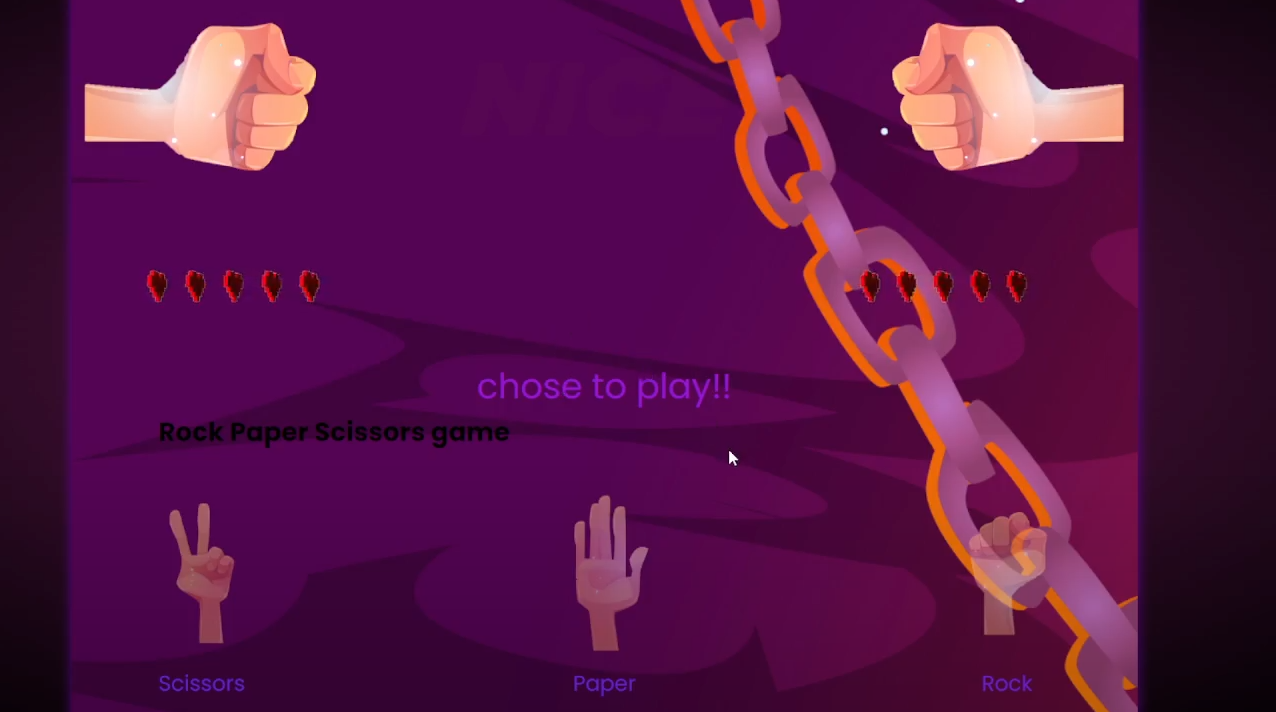 chose to play!!
Rock Paper Scissors game
Scissors
Paper
Rock